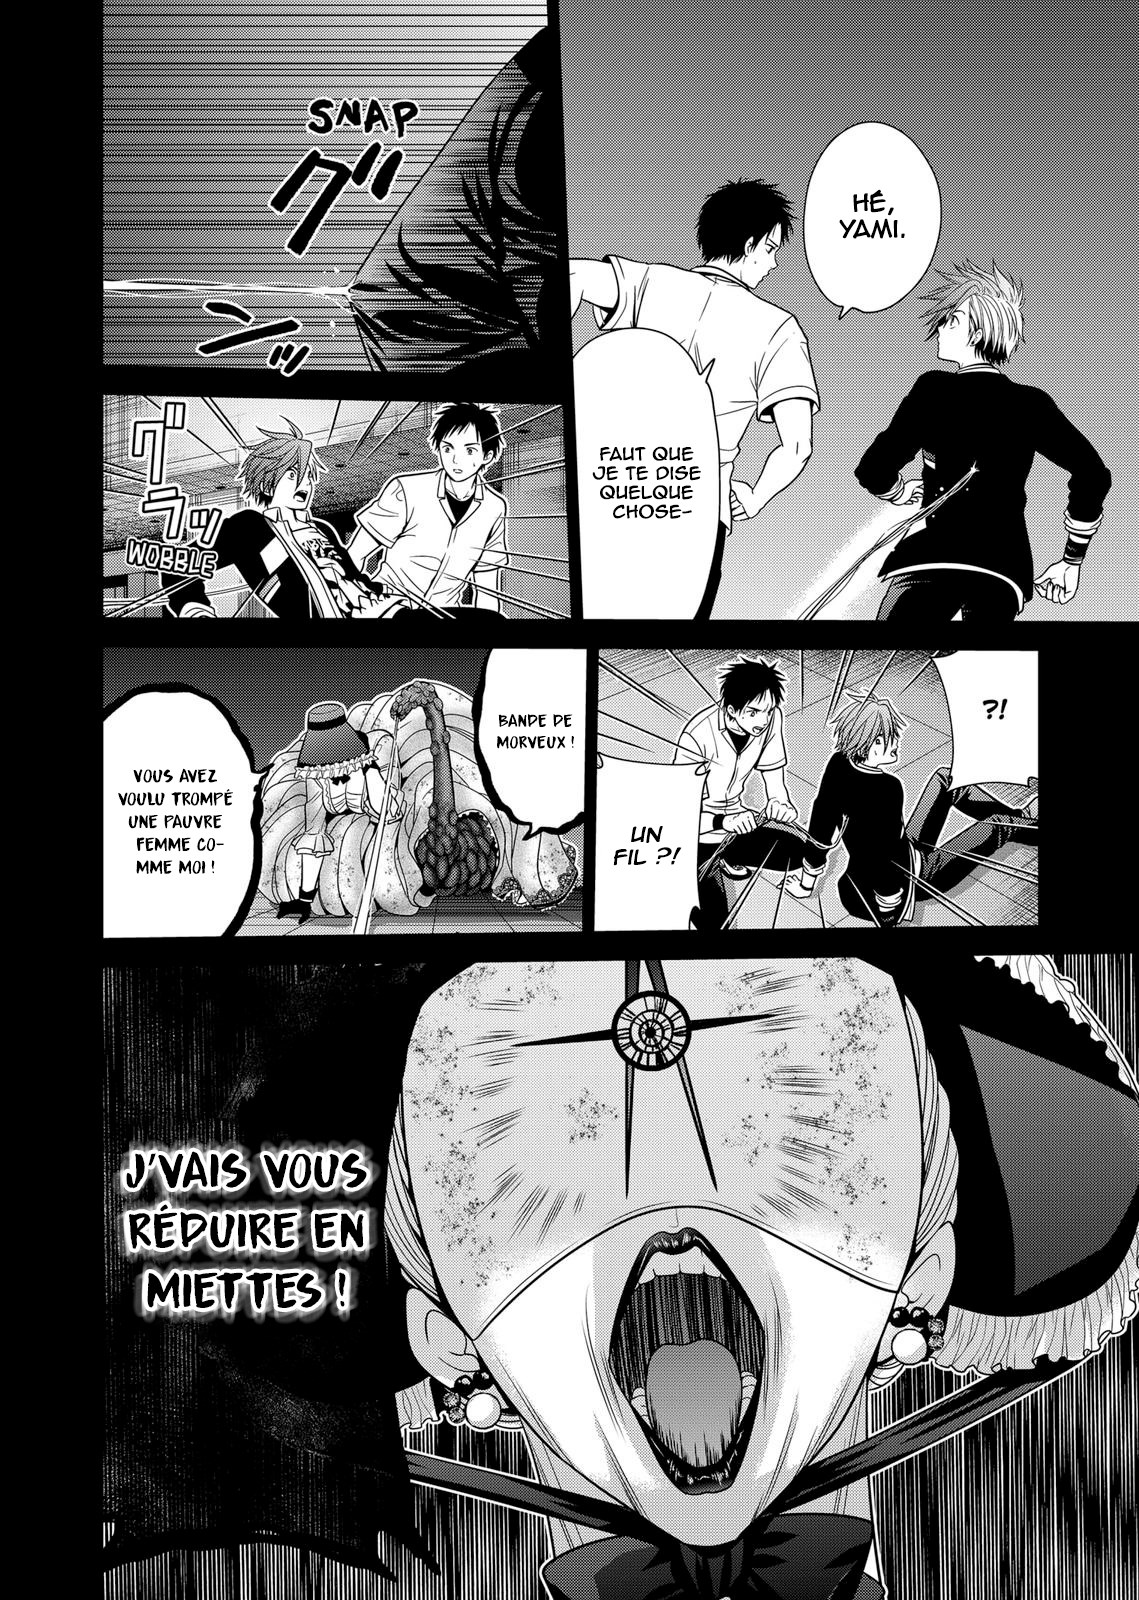 HÉ,
YAMI.
FAUT QUE
JE TE DISE
QUELQUE
CHOSE-
SNAP
グ゛
ンッ
グ
ラッ
WOBBLE
?!
UN
FIL ?!
BANDE DE
MORVEUX !
VOUS AVEZ
VOULU TROMPÉ
UNE PAUVRE
FEMME CO-
MME MOI !
J'VAIS VOUS
RÉDUIRE EN
MIETTES !